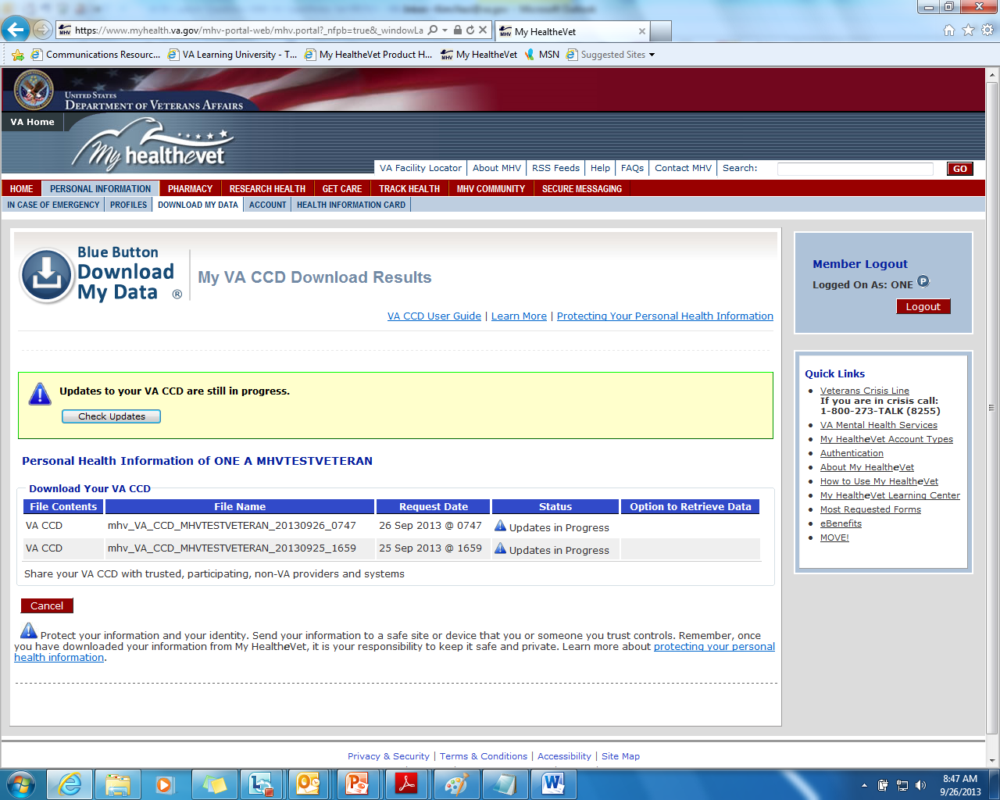 https://www.myhealth.va.gov/mhv-portal-web/mhv.portal?_nfpb=true&_windowLa
MHV My HealtheVet
Communications Resourc... VA Learning University - T... My HealtheVet Product H... My HealtheVet MSN Suggested Sites
UNITED STATES
DEPARTMENT OF VETERANS AFFAIRS
VA Home
My healthevet
VA Facility Locator About MHV RSS Feeds Help FAQs Contact MHV Search: GO
HOME PERSONAL INFORMATION PHARMACY RESEARCH HEALTH GET CARE TRACK HEALTH MHV COMMUNITY SECURE MESSAGING
IN CASE OF EMERGENCY PROFILES DOWNLOAD MY DATA ACCOUNT HEALTH INFORMATION CARD
Blue Button
Download
My Data ®
My VA CCD Download Results
VA CCD User Guide | Learn More | Protecting Your Personal Health Information
Updates to your VA CCD are still in progress.
Check Updates
Personal Health Information of ONE A MHVTESTVETERAN
Download Your VA CCD
File Contents File Name Request Date Status Option to Retrieve Data
VA CCD mhv_VA_CCD_MHVTESTVETERAN_20130926_0747 26 Sep 2013 @ 0747 Updates in Progress
VA CCD mhv_VA_CCD_MHVTESTVETERAN_20130925_1659 25 Sep 2013 @ 1659 Updates in Progress
Share your VA CCD with trusted, participating, non-VA providers and systems
Cancel
Protect your information and your identity. Send your information to a safe site or device that you or someone you trust controls. Remember, once
you have downloaded your information from My HealtheVet, it is your responsibility to keep it safe and private. Learn more about protecting your personal
health information.
Member Logout
Logged On As: ONE P
Logout
Quick Links
Veterans Crisis Line
If you are in crisis call:
1-800-273-TALK (8255)
VA Mental Health Services
My HealtheVet Account Types
Authentication
About My HealtheVet
How to Use My HealtheVet
My HealtheVet Learning Center
Most Requested Forms
eBenefits
MOVE!
Privacy & Security | Terms & Conditions | Accessibility | Site Map
8:47 AM
9/26/2013